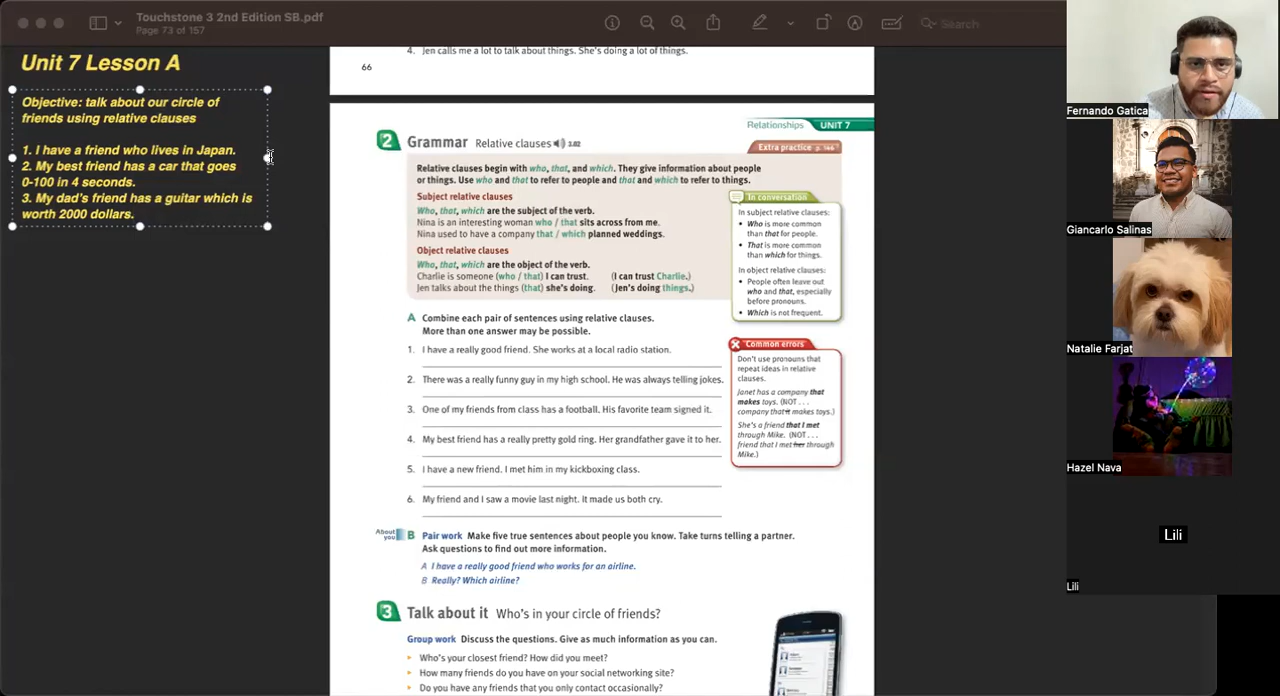 Touchstone 3 2nd Edition SB.pdf
Page 73 of 157
Search
Unit 7 Lesson A
Objective: talk about our circle of
friends using relative clauses
1. I have a friend who lives in Japan.
2. My best friend has a car that goes
0-100 in 4 seconds.
3. My dad's friend has a guitar which is
worth 2000 dollars.
4. Jen calls me a lot to talk about things. She's doing a lot of things.
66
Relationships UNIT 7
2 Grammar Relative clauses 3.02
Extra practice p. 146
Relative clauses begin with who, that, and which. They give information about people
or things. Use who and that to refer to people and that and which to refer to things.
Subject relative clauses
Who, that, which are the subject of the verb.
Nina is an interesting woman who / that sits across from me.
Nina used to have a company that / which planned weddings.
Object relative clauses
Who, that, which are the object of the verb.
Charlie is someone (who / that) I can trust. (I can trust Charlie.)
Jen talks about the things (that) she's doing. (Jen's doing things.)
In conversation
In subject relative clauses:
• Who is more common
than that for people.
• That is more common
than which for things.
In object relative clauses:
• People often leave out
who and that, especially
before pronouns.
• Which is not frequent.
A Combine each pair of sentences using relative clauses.
More than one answer may be possible.
1. I have a really good friend. She works at a local radio station.
2. There was a really funny guy in my high school. He was always telling jokes.
3. One of my friends from class has a football. His favorite team signed it.
4. My best friend has a really pretty gold ring. Her grandfather gave it to her.
5. I have a new friend. I met him in my kickboxing class.
6. My friend and I saw a movie last night. It made us both cry.
Common errors
Don't use pronouns that
repeat ideas in relative
clauses.
Janet has a company that
makes toys. (NOT . . .
company that it makes toys.)
She's a friend that I met
through Mike. (NOT . . .
friend that I met her through
Mike.)
About
you
B Pair work Make five true sentences about people you know. Take turns telling a partner.
Ask questions to find out more information.
A I have a really good friend who works for an airline.
B Really? Which airline?
3 Talk about it Who's in your circle of friends?
Group work Discuss the questions. Give as much information as you can.
▸ Who's your closest friend? How did you meet?
▸ How many friends do you have on your social networking site?
▸ Do you have any friends that you only contact occasionally?
Fernando Gatica
Giancarlo Salinas
Natalie Farjat
Hazel Nava
Lili
Lili